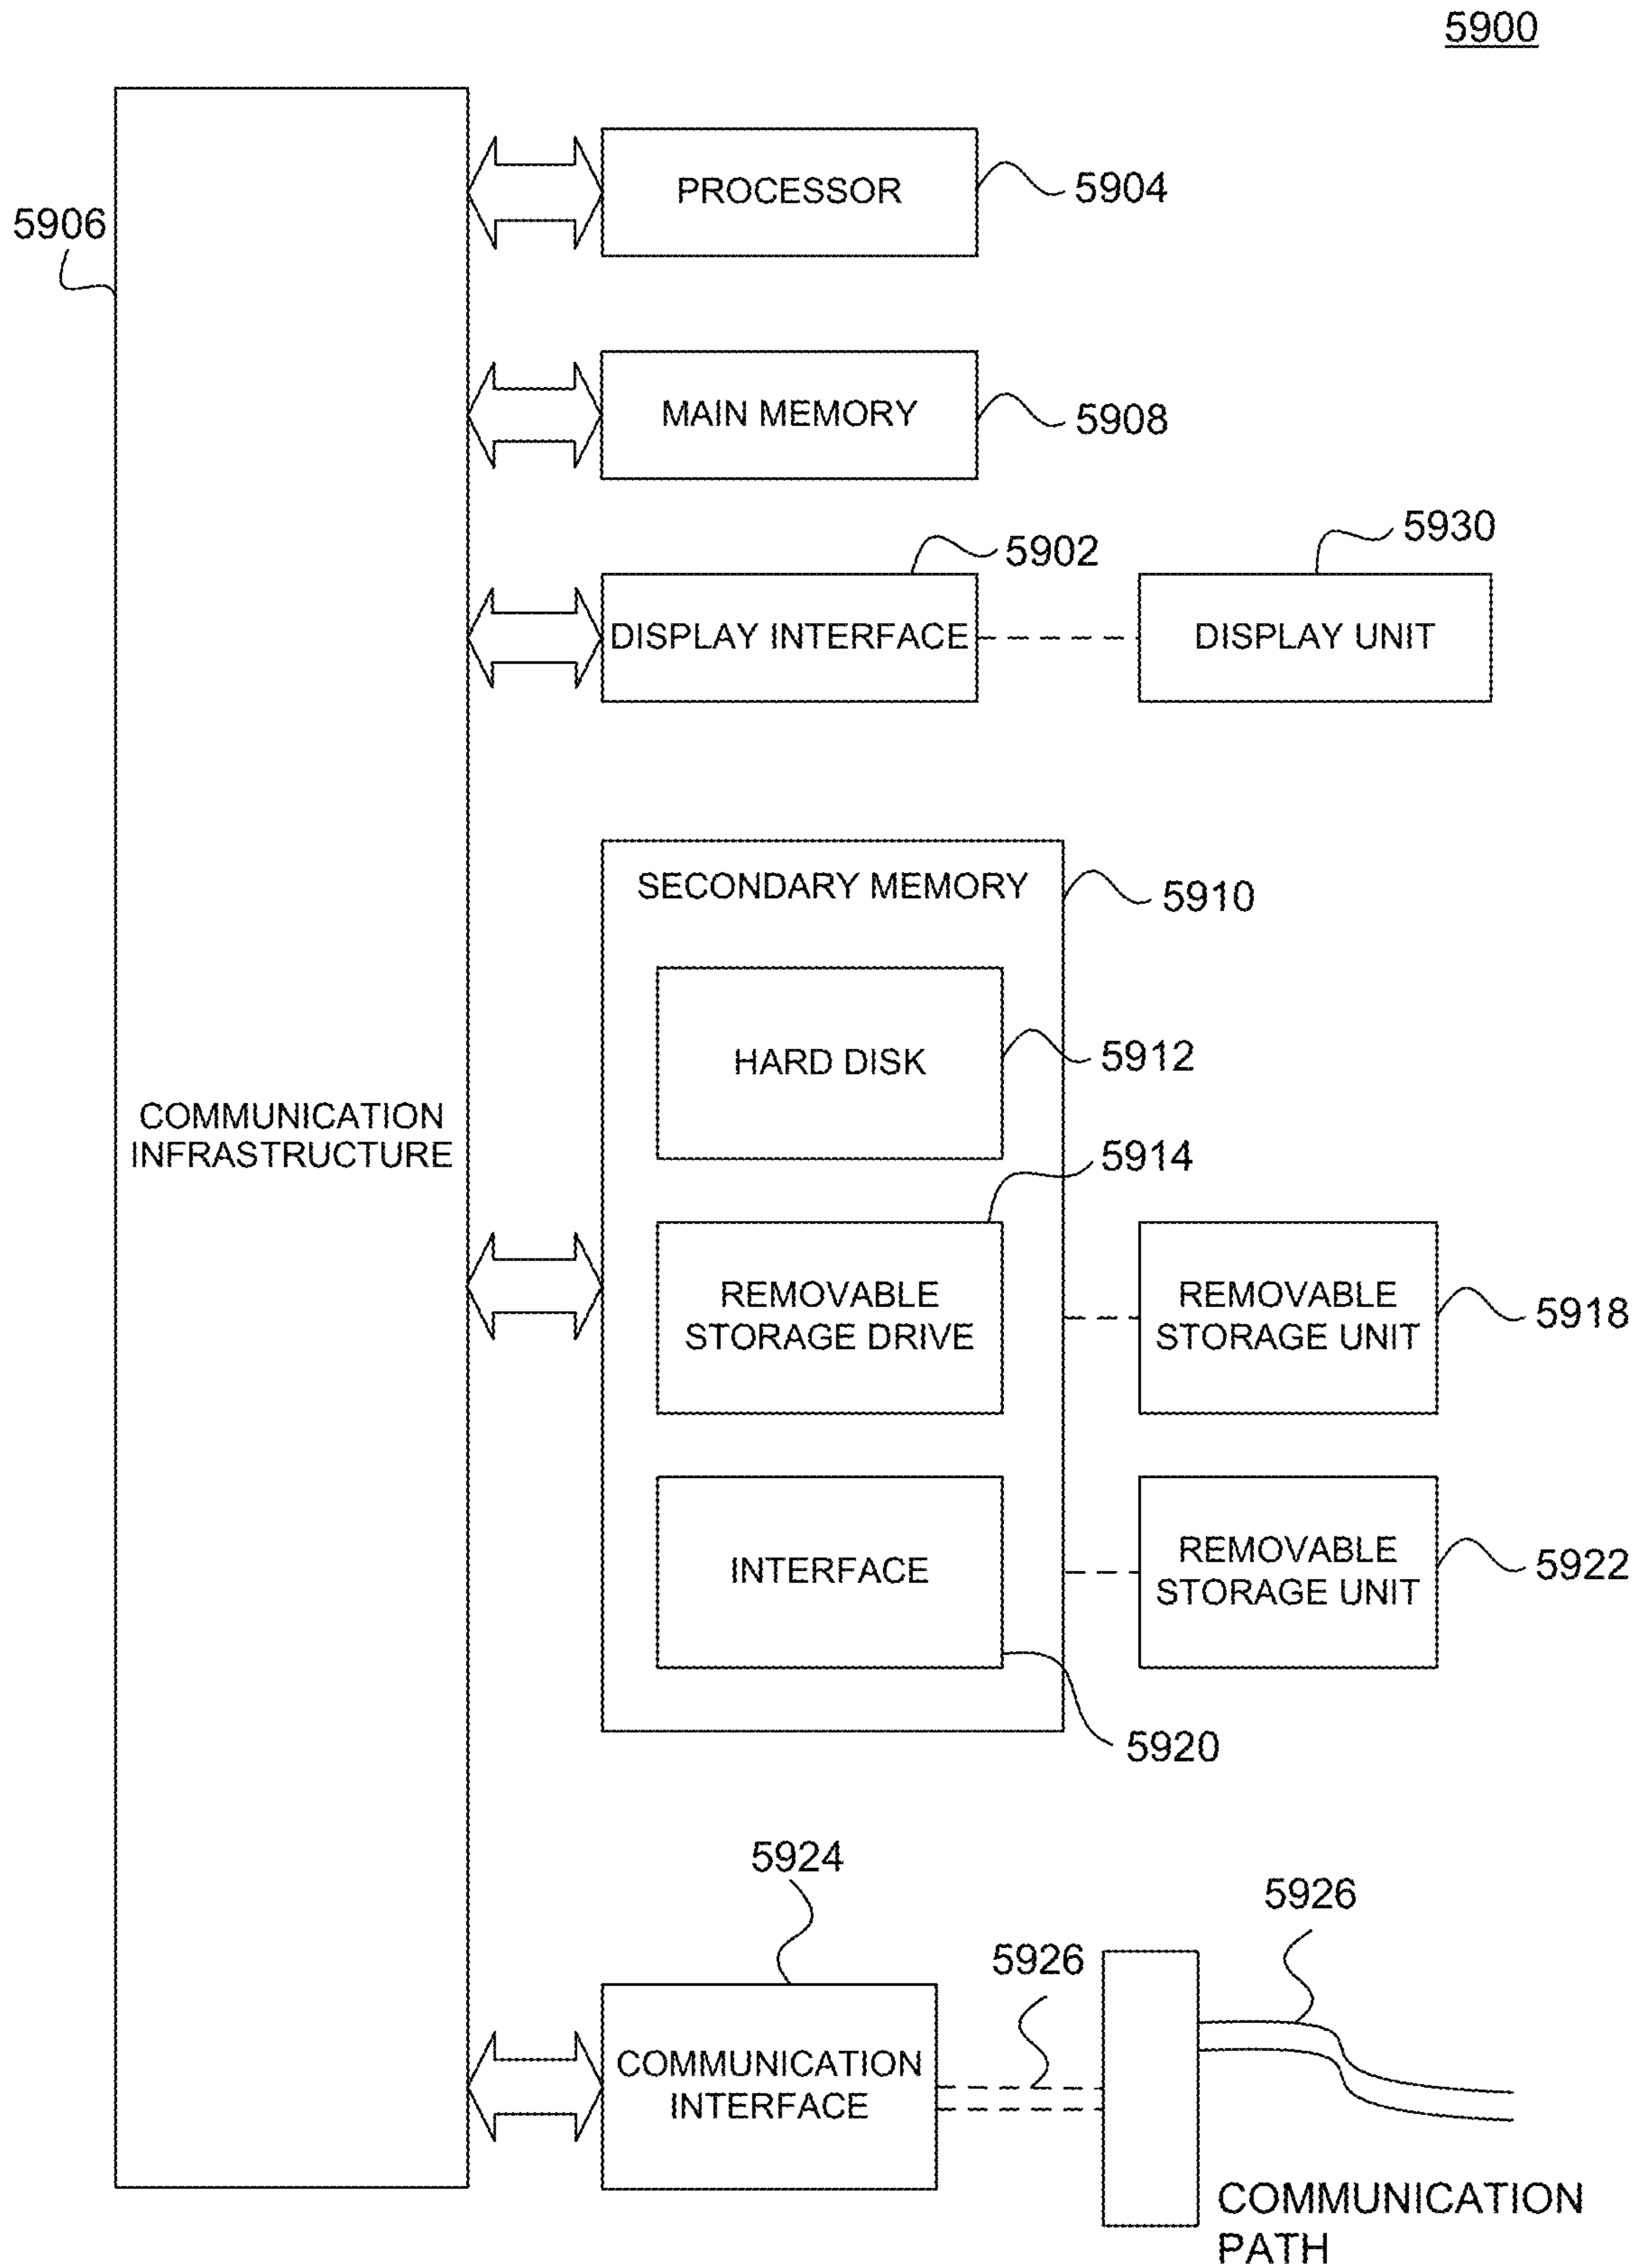 5900
5906
PROCESSOR
5904
MAIN MEMORY
5908
5902
5930
DISPLAY INTERFACE
DISPLAY UNIT
SECONDARY MEMORY
5910
HARD DISK
5912
COMMUNICATION
INFRASTRUCTURE
5914
REMOVABLE
STORAGE DRIVE
REMOVABLE
STORAGE UNIT
5918
INTERFACE
REMOVABLE
STORAGE UNIT
5922
5920
5924
5926
5926
COMMUNICATION
INTERFACE
COMMUNICATION
PATH